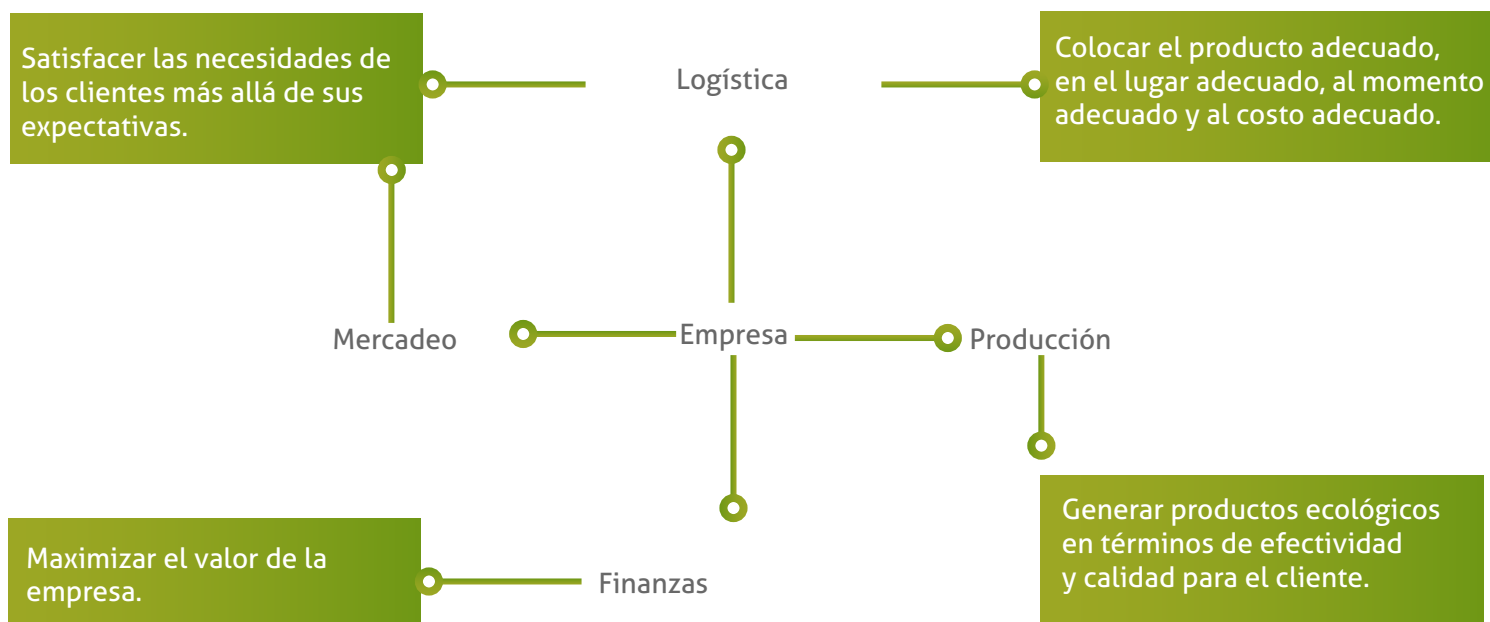 Satisfacer las necesidades de
los clientes más allá de sus
expectativas.
Logística
Colocar el producto adecuado,
en el lugar adecuado, al momento
adecuado y al costo adecuado.
Mercadeo
Empresa
Producción
Maximizar el valor de la
empresa.
Finanzas
Generar productos ecológicos
en términos de efectividad
y calidad para el cliente.